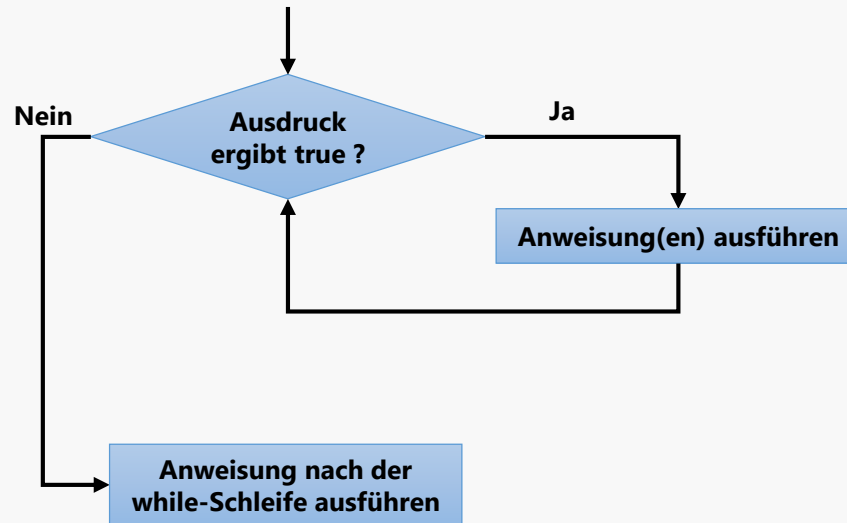 Nein
Ja
Ausdruck
ergibt true ?
Anweisung(en) ausführen
Anweisung nach der
while-Schleife ausführen